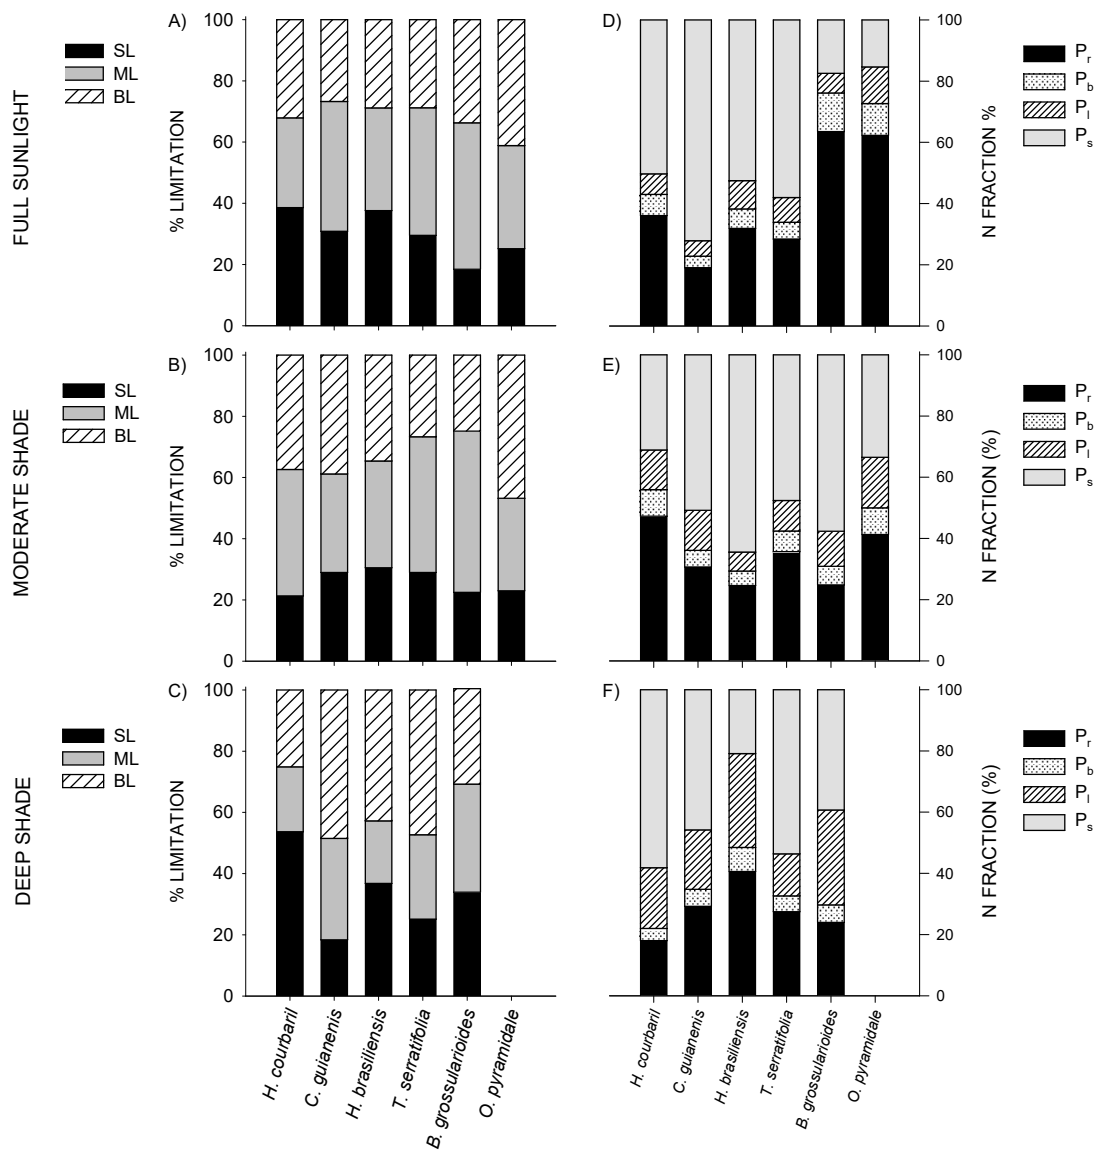 FULL SUNLIGHT
SL
ML
BL
A)
% LIMITATION
100
80
60
40
20
0
D)
100
80
60
40
20
0
N FRACTION %
Pr
Pb
Pl
Ps
MODERATE SHADE
SL
ML
BL
B)
% LIMITATION
100
80
60
40
20
0
E)
100
80
60
40
20
0
N FRACTION (%)
Pr
Pb
Pl
Ps
DEEP SHADE
SL
ML
BL
C)
% LIMITATION
100
80
60
40
20
0
F)
100
80
60
40
20
0
N FRACTION (%)
Pr
Pb
Pl
Ps
H. courbaril
C. guianenis
H. brasiliensis
T. serratifolia
B. grossularioides
O. pyramidale
H. courbaril
C. guianenis
H. brasiliensis
T. serratifolia
B. grossularioides
O. pyramidale